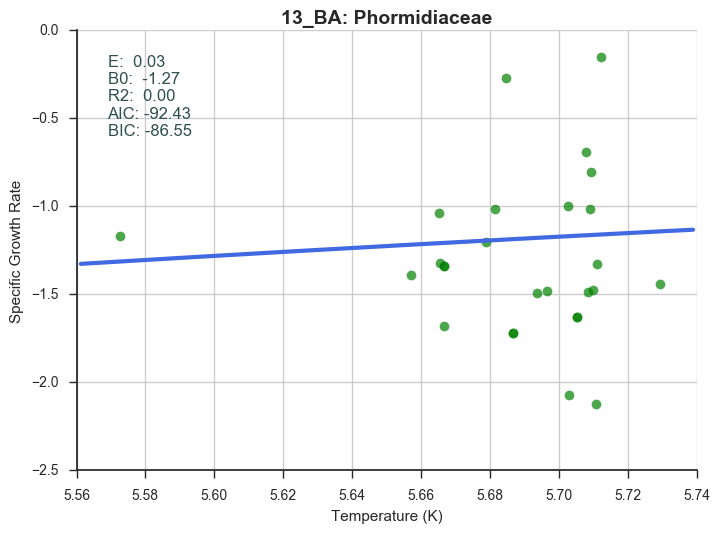 13_BA: Phormidiaceae
E:  0.03
B0:  -1.27
R2:  0.00
AIC: -92.43
BIC: -86.55
Specific Growth Rate
0.0
−0.5
−1.0
−1.5
−2.0
−2.5
5.56 5.58 5.60 5.62 5.64 5.66 5.68 5.70 5.72 5.74
Temperature (K)